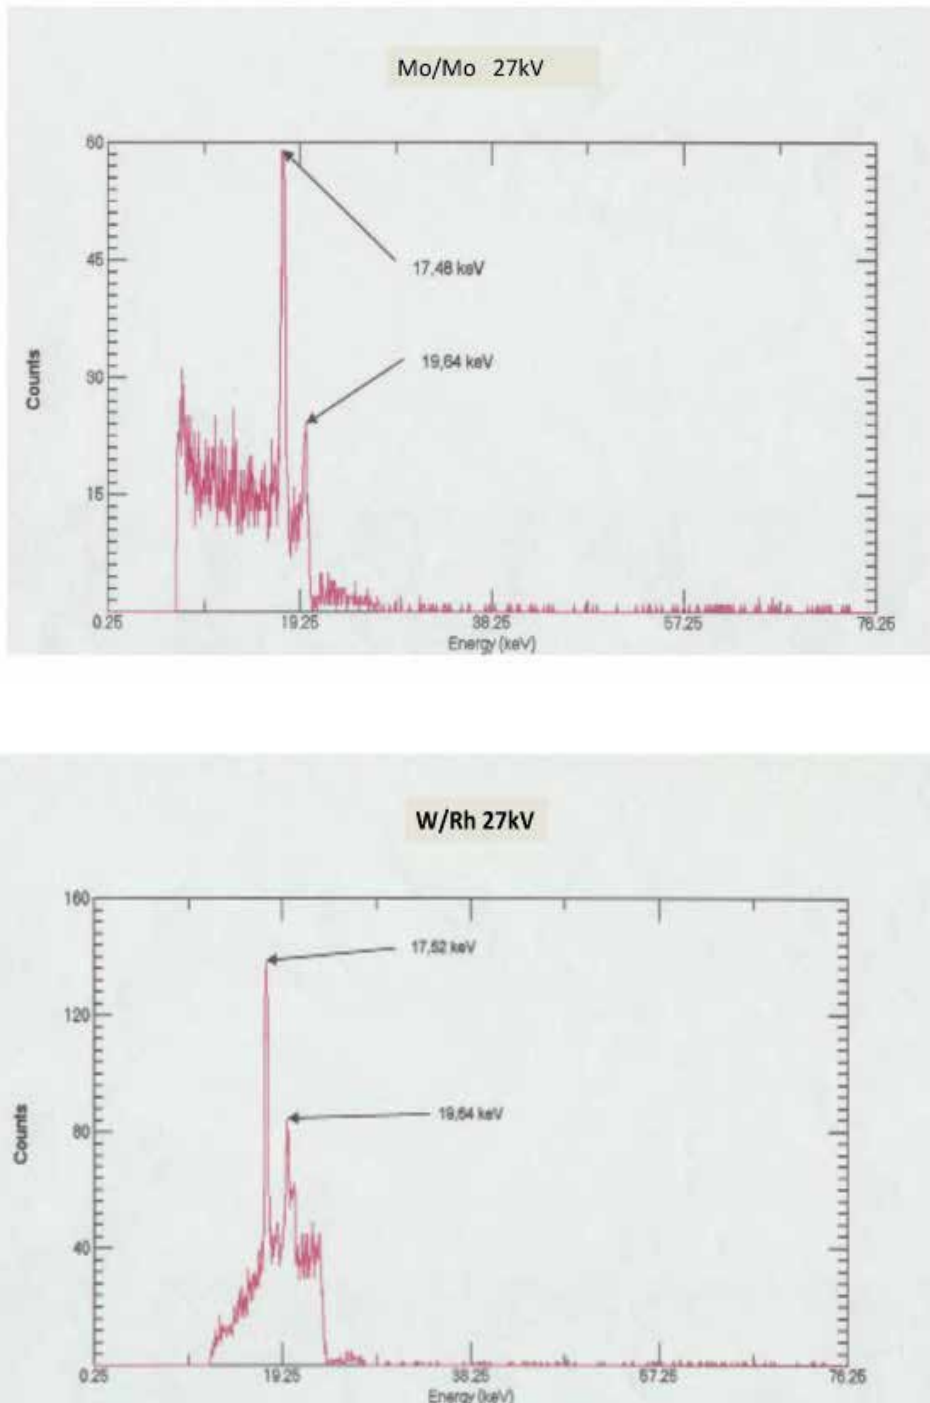 Mo/Mo 27kV
60
17,48 keV
45
19,64 keV
30
Counts
15
0.25 19.25 38.25 57.25 76.25
Energy (keV)
W/Rh 27kV
160
17,52 keV
120
19,64 keV
80
Counts
40
0.25 19.25 38.25 57.25 76.25
Energy (keV)